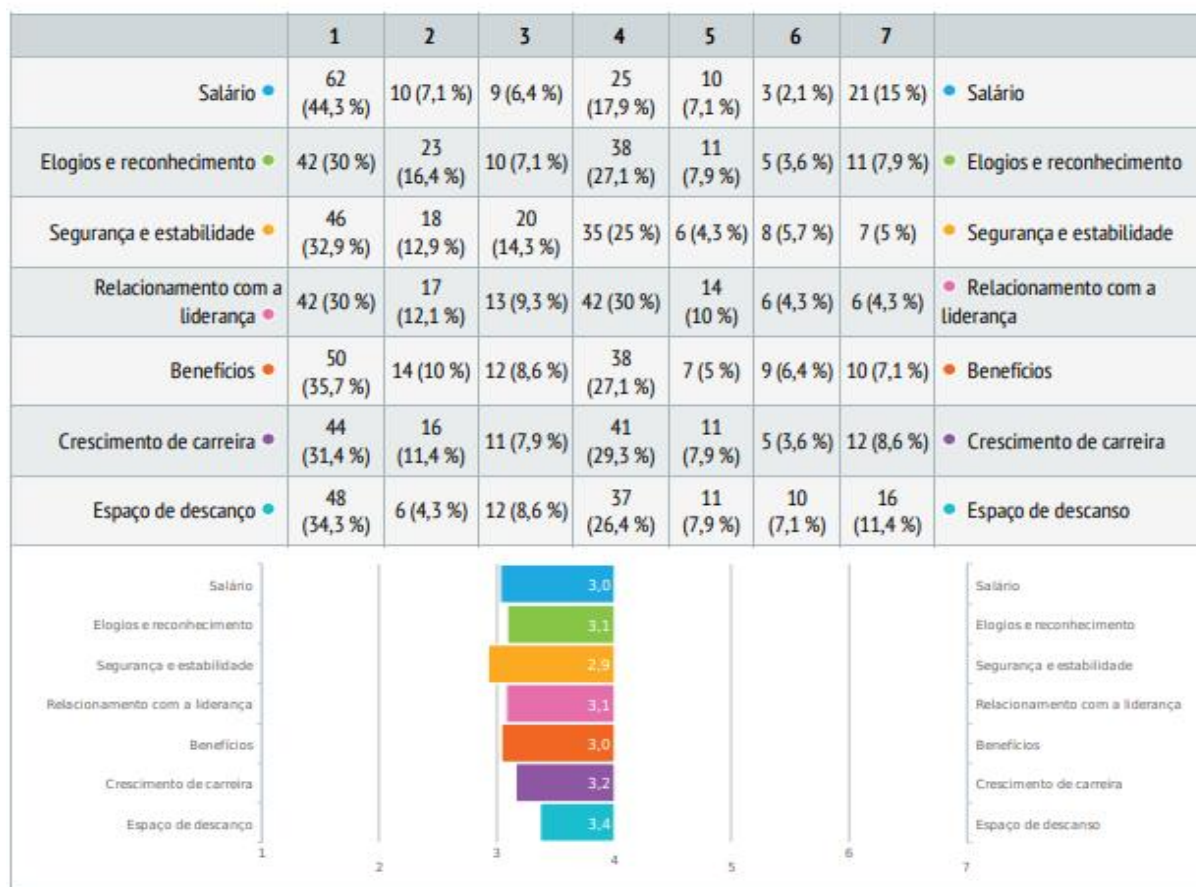 1 2 3 4 5 6 7
Salário 62 (44,3 %) 10 (7,1 %) 9 (6,4 %) 25 (17,9 %) 10 (7,1 %) 3 (2,1 %) 21 (15 %) Salário
Elogios e reconhecimento 42 (30 %) 23 (16,4 %) 10 (7,1 %) 38 (27,1 %) 11 (7,9 %) 5 (3,6 %) 11 (7,9 %) Elogios e reconhecimento
Segurança e estabilidade 46 (32,9 %) 18 (12,9 %) 20 (14,3 %) 35 (25 %) 6 (4,3 %) 8 (5,7 %) 7 (5 %) Segurança e estabilidade
Relacionamento com a liderança 42 (30 %) 17 (12,1 %) 13 (9,3 %) 42 (30 %) 14 (10 %) 6 (4,3 %) 6 (4,3 %) Relacionamento com a liderança
Benefícios 50 (35,7 %) 14 (10 %) 12 (8,6 %) 38 (27,1 %) 7 (5 %) 9 (6,4 %) 10 (7,1 %) Benefícios
Crescimento de carreira 44 (31,4 %) 16 (11,4 %) 11 (7,9 %) 41 (29,3 %) 11 (7,9 %) 5 (3,6 %) 12 (8,6 %) Crescimento de carreira
Espaço de descanço 48 (34,3 %) 6 (4,3 %) 12 (8,6 %) 37 (26,4 %) 11 (7,9 %) 10 (7,1 %) 16 (11,4 %) Espaço de descanso
Salário 3,0 Salário
Elogios e reconhecimento 3,1 Elogios e reconhecimento
Segurança e estabilidade 2,9 Segurança e estabilidade
Relacionamento com a liderança 3,1 Relacionamento com a liderança
Benefícios 3,0 Benefícios
Crescimento de carreira 3,2 Crescimento de carreira
Espaço de descanço 3,4 Espaço de descanso
1 2 3 4 5 6 7